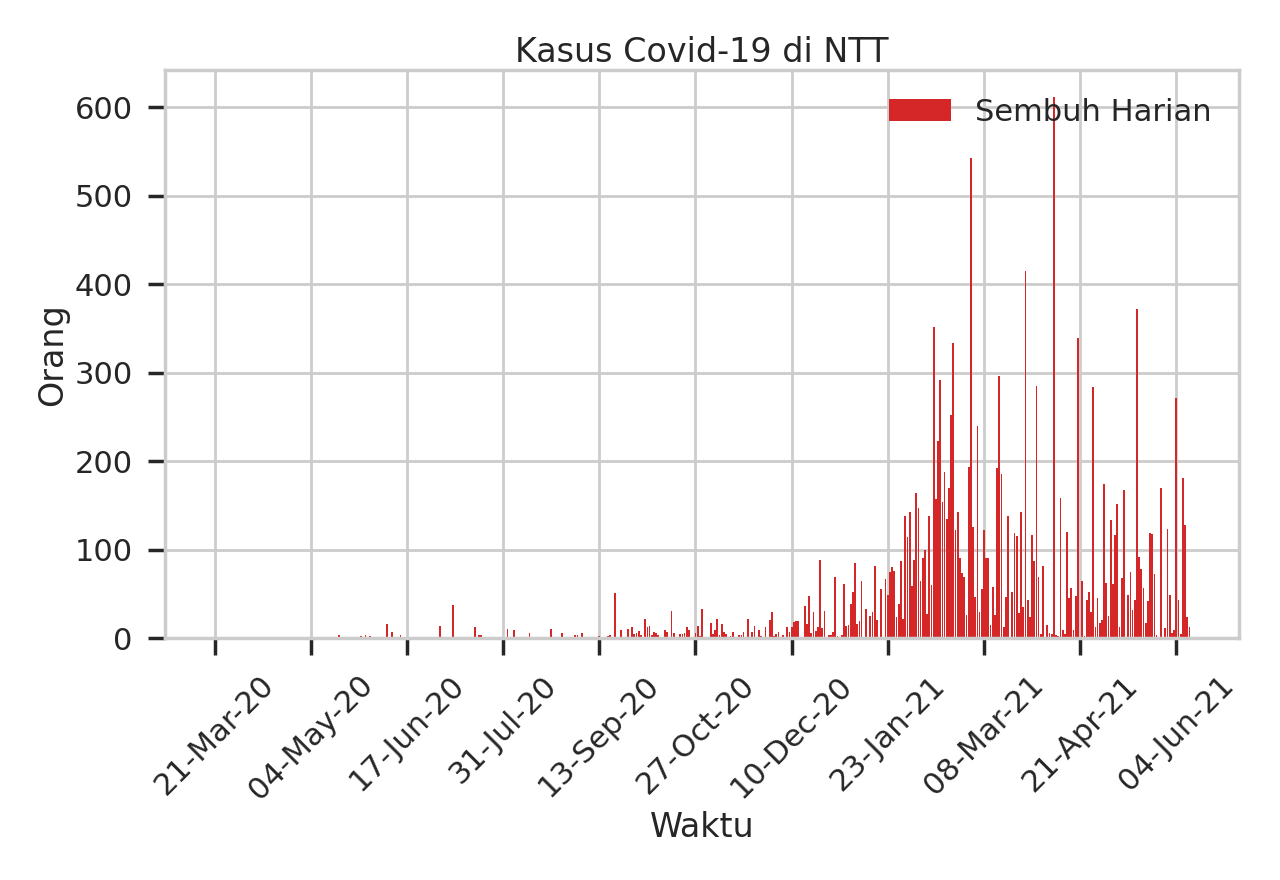 Kasus Covid-19 di NTT
Sembuh Harian
Orang
600
500
400
300
200
100
0
21-Mar-20
04-May-20
17-Jun-20
31-Jul-20
13-Sep-20
27-Oct-20
10-Dec-20
23-Jan-21
08-Mar-21
21-Apr-21
04-Jun-21
Waktu